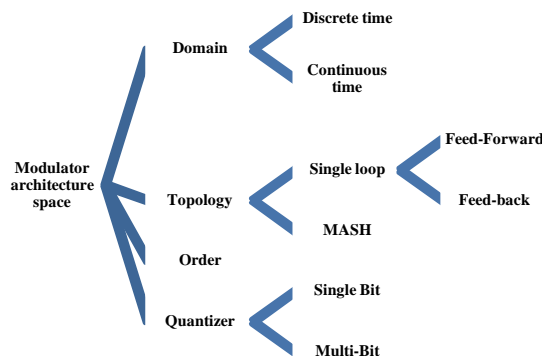 Modulator
architecture
space
Domain
Discrete time
Continuous
time
Topology
Single loop
Feed-Forward
Feed-back
MASH
Order
Quantizer
Single Bit
Multi-Bit